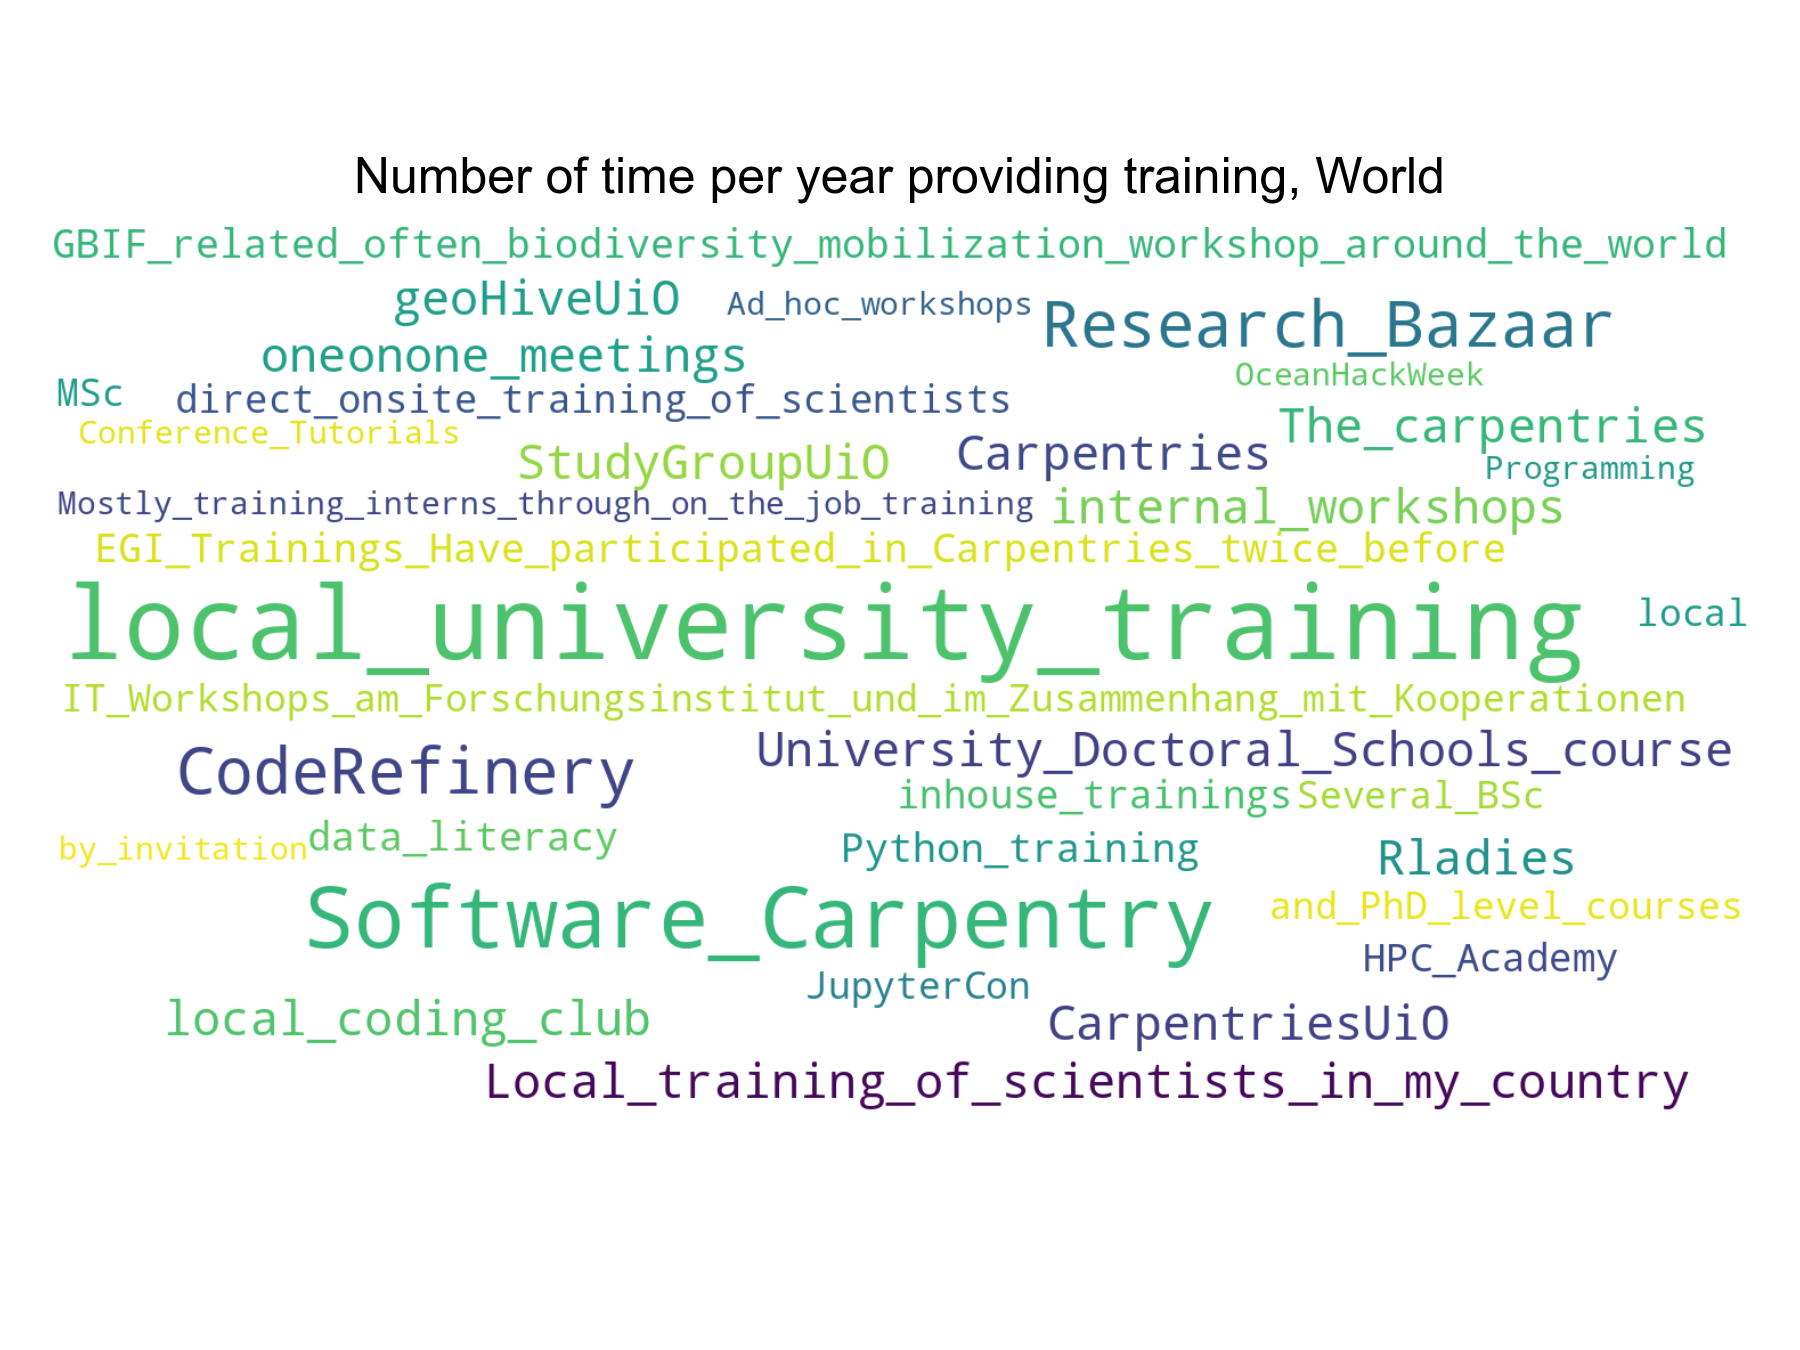 Number of time per year providing training, World
GBIF_related_often_biodiversity_mobilization_workshop_around_the_world
geoHiveUiO
Ad_hoc_workshops
Research_Bazaar
oneonone_meetings
OceanHackWeek
MSc
direct_onsite_training_of_scientists
The_carpentries
Conference_Tutorials
StudyGroupUiO
Carpentries
Programming
Mostly_training_interns_through_on_the_job_training
internal_workshops
EGI_Trainings_Have_participated_in_Carpentries_twice_before
local_university_training
local
IT_Workshops_am_Forschungsinstitut_und_im_Zusammenhang_mit_Kooperationen
CodeRefinery
University_Doctoral_Schools_course
inhouse_trainings
Several_BSc
by_invitation
data_literacy
Python_training
Rladies
Software_Carpentry
and_PhD_level_courses
HPC_Academy
JupyterCon
local_coding_club
CarpentriesUiO
Local_training_of_scientists_in_my_country